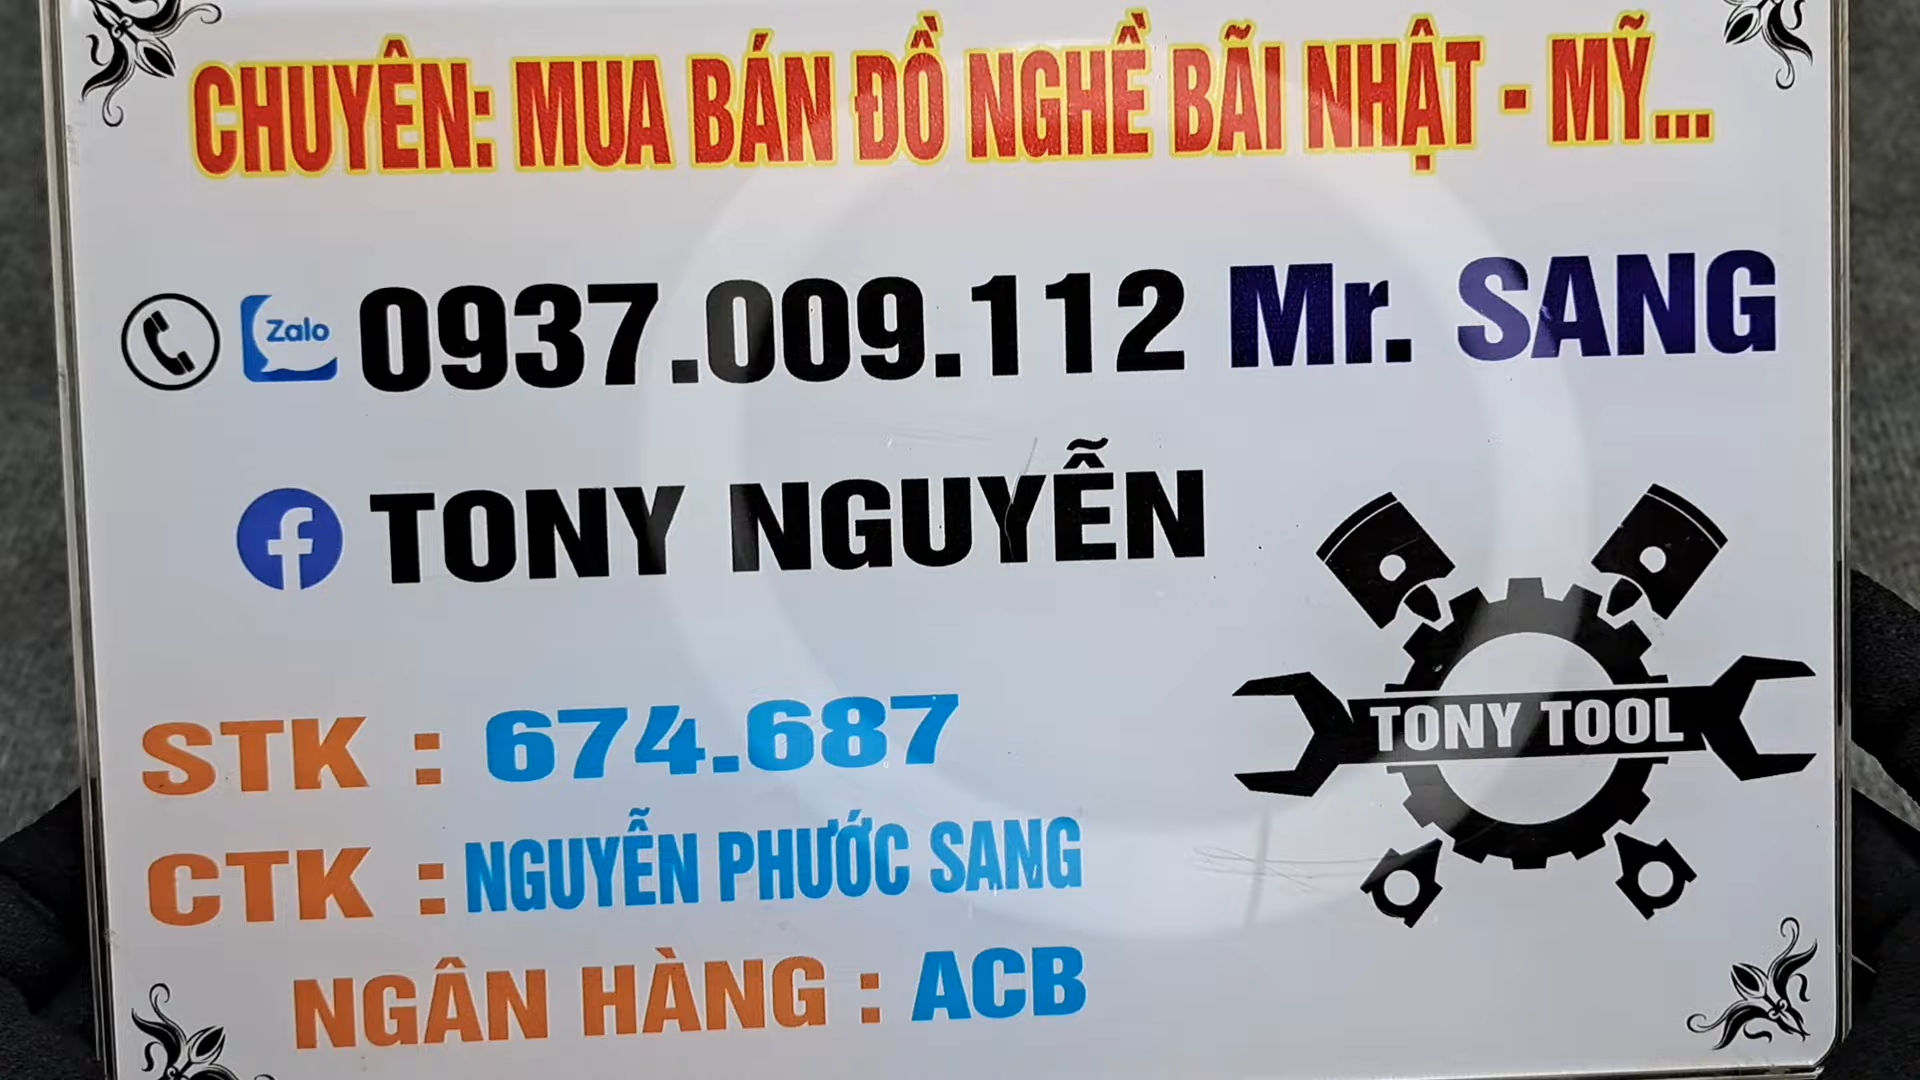 CHUYÊN: MUA BÁN ĐỒ NGHỀ BÃI NHẬT - MỸ...
Zalo 0937.009.112 Mr. SANG
TONY NGUYỄN
STK : 674.687
CTK : NGUYỄN PHƯỚC SANG
NGÂN HÀNG : ACB
TONY TOOL